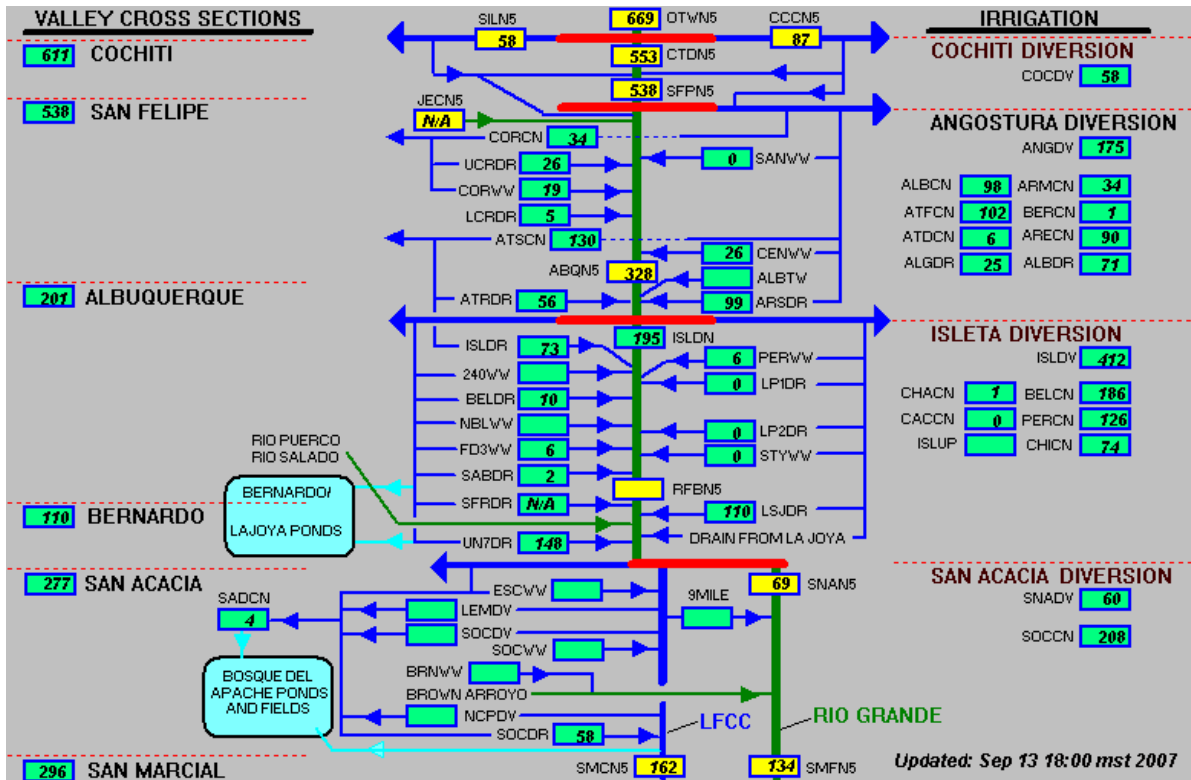 VALLEY CROSS SECTIONS
611 COCHITI
538 SAN FELIPE
201 ALBUQUERQUE
110 BERNARDO
277 SAN ACACIA
296 SAN MARCIAL
SILN5
58
669 OTWN5
CCCN5
87
553 CTDN5
538 SFPN5
JECN5
N/A
CORCN 34
0 SANWW
UCRDR 26
CORWW 19
LCRDR 5
ATSCN 130
26 CENWW
ABQN5 328
ALBTW
ATRDR 56
99 ARSDR
195 ISLDN
ISLDR 73
6 PERWW
240WW
0 LP1DR
BELDR 10
NBLWW
0 LP2DR
FD3WW 6
0 STYWW
SABDR 2
RFBN5
SFRDR N/A
110 LSJDR
DRAIN FROM LA JOYA
UN7DR 148
RIO PUERCO
RIO SALADO
BERNARDO/
LAJOYA PONDS
69 SNAN5
ESCWW
9MILE
SADCN
4
LEMDV
SOCDV
SOCWW
BRNWW
BOSQUE DEL
APACHE PONDS
AND FIELDS
BROWN ARROYO
NCPDV
SOCDR 58
LFCC
RIO GRANDE
SMCN5 162
134 SMFN5
IRRIGATION
COCHITI DIVERSION
COCDV 58
ANGOSTURA DIVERSION
ANGDV 175
ALBCN 98 ARMCN 34
ATFCN 102 BERCN 1
ATDCN 6 ARECN 90
ALGDR 25 ALBDR 71
ISLETA DIVERSION
ISLDV 412
CHACN 1 BELCN 186
CACCN 0 PERCN 126
ISLUP CHICN 74
SAN ACACIA DIVERSION
SNADV 60
SOCCN 208
Updated: Sep 13 18:00 mst 2007